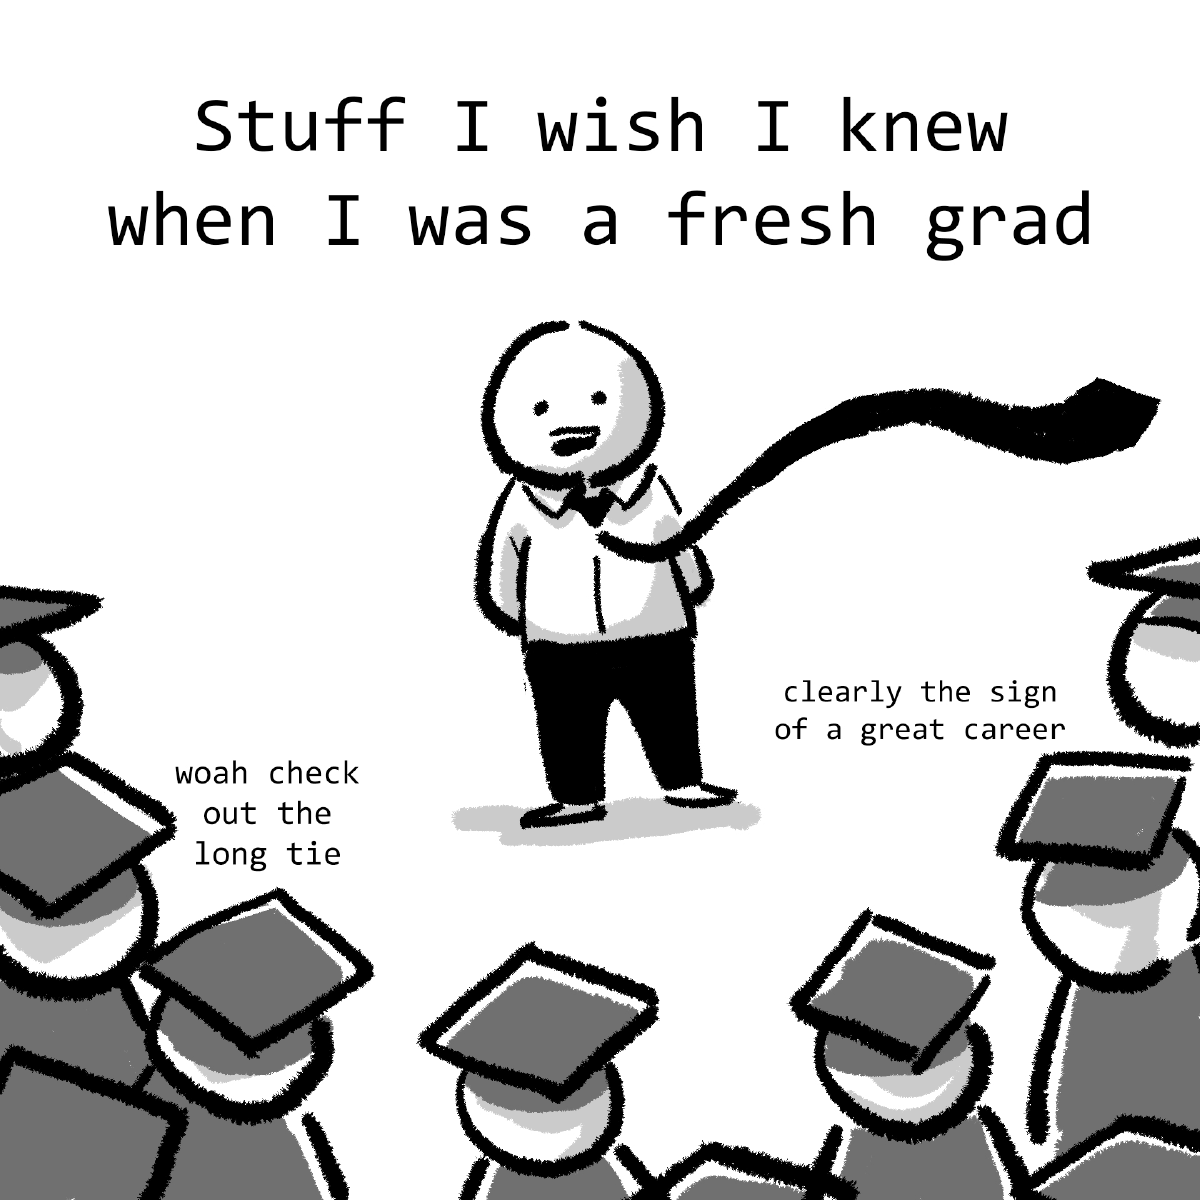 Stuff I wish I knew
when I was a fresh grad
clearly the sign
of a great career
woah check
out the
long tie